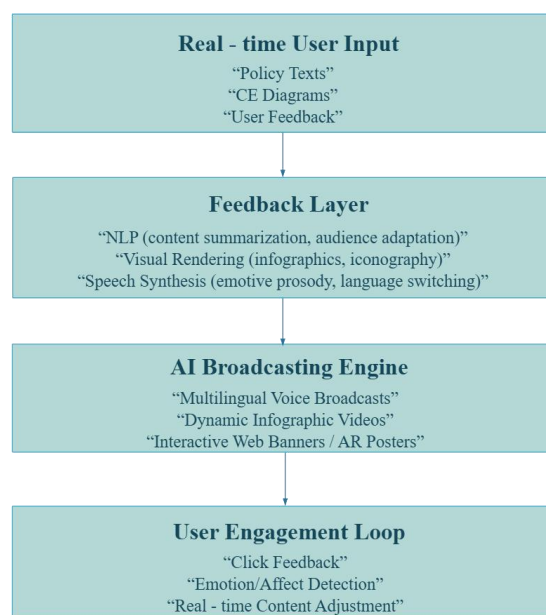 Real - time User Input
“Policy Texts”
“CE Diagrams”
“User Feedback”
Feedback Layer
“NLP (content summarization, audience adaptation)”
“Visual Rendering (infographics, iconography)”
“Speech Synthesis (emotive prosody, language switching)”
AI Broadcasting Engine
“Multilingual Voice Broadcasts”
“Dynamic Infographic Videos”
“Interactive Web Banners / AR Posters”
User Engagement Loop
“Click Feedback”
“Emotion/Affect Detection”
“Real - time Content Adjustment”